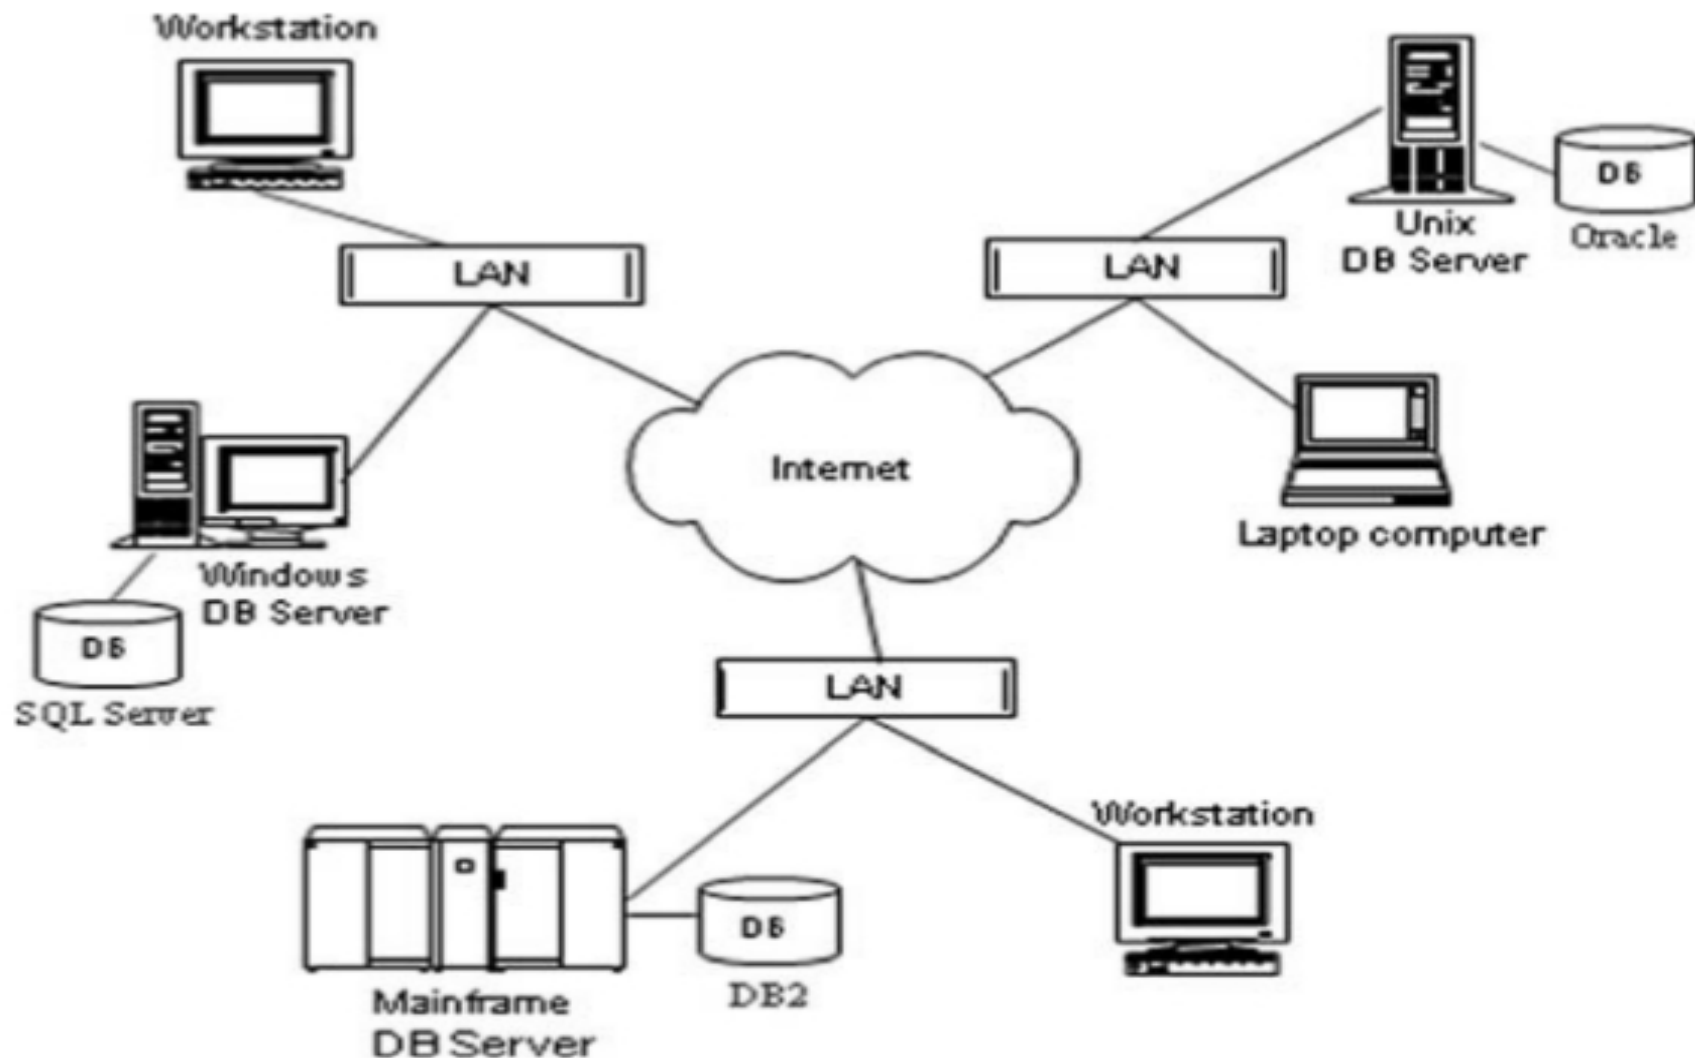 Workstation
LAN
Windows
DB Server
DB
SQL Server
Unix
DB Server
DB
Oracle
LAN
Laptop computer
Internet
LAN
Mainframe
DB Server
DB
DB2
Workstation